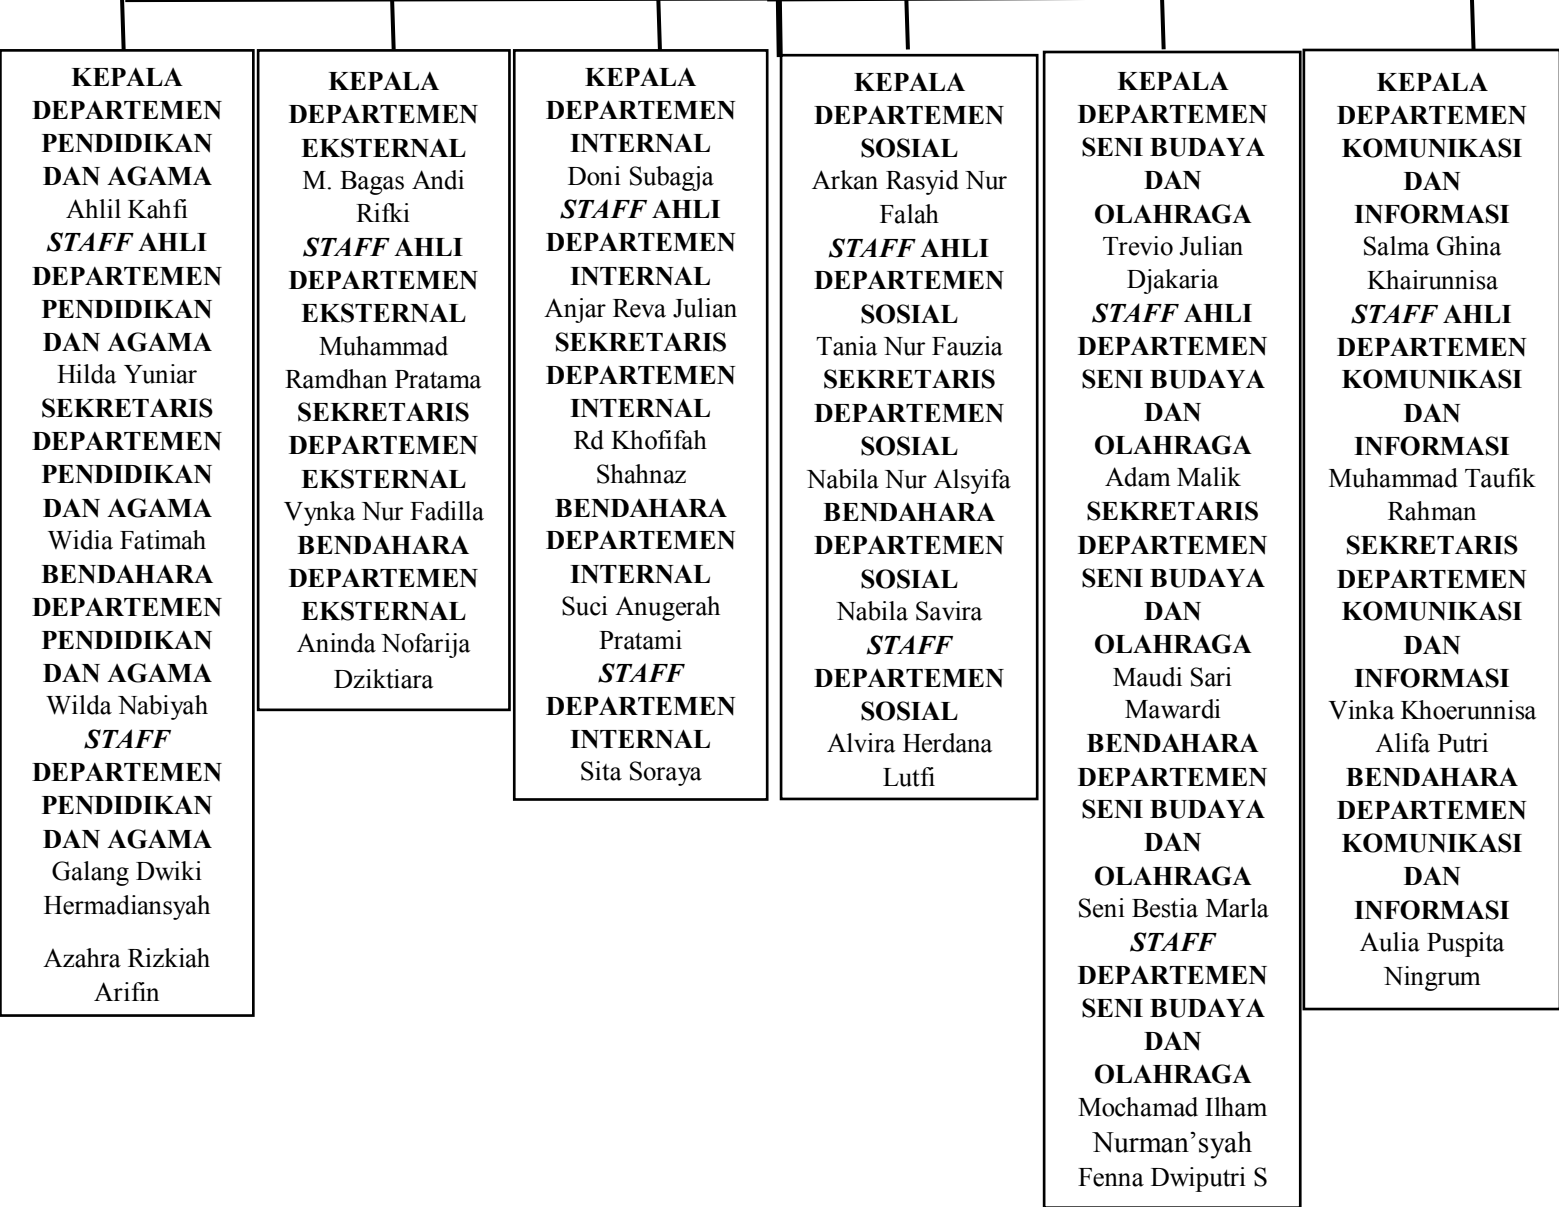 KEPALA
DEPARTEMEN
PENDIDIKAN
DAN AGAMA
Ahlil Kahfi
STAFF AHLI
DEPARTEMEN
PENDIDIKAN
DAN AGAMA
Hilda Yuniar
SEKRETARIS
DEPARTEMEN
PENDIDIKAN
DAN AGAMA
Widia Fatimah
BENDAHARA
DEPARTEMEN
PENDIDIKAN
DAN AGAMA
Wilda Nabiyah
STAFF
DEPARTEMEN
PENDIDIKAN
DAN AGAMA
Galang Dwiki
Hermadiansyah
Azahra Rizkiah
Arifin
KEPALA
DEPARTEMEN
EKSTERNAL
M. Bagas Andi
Rifki
STAFF AHLI
DEPARTEMEN
EKSTERNAL
Muhammad
Ramdhan Pratama
SEKRETARIS
DEPARTEMEN
EKSTERNAL
Vynka Nur Fadilla
BENDAHARA
DEPARTEMEN
EKSTERNAL
Aninda Nofarija
Dziktiara
KEPALA
DEPARTEMEN
INTERNAL
Doni Subagja
STAFF AHLI
DEPARTEMEN
INTERNAL
Anjar Reva Julian
SEKRETARIS
DEPARTEMEN
INTERNAL
Rd Khofifah
Shahnaz
BENDAHARA
DEPARTEMEN
INTERNAL
Suci Anugerah
Pratami
STAFF
DEPARTEMEN
INTERNAL
Sita Soraya
KEPALA
DEPARTEMEN
SOSIAL
Arkan Rasyid Nur
Falah
STAFF AHLI
DEPARTEMEN
SOSIAL
Tania Nur Fauzia
SEKRETARIS
DEPARTEMEN
SOSIAL
Nabila Nur Alsyifa
BENDAHARA
DEPARTEMEN
SOSIAL
Nabila Savira
STAFF
DEPARTEMEN
SOSIAL
Alvira Herdana
Lutfi
KEPALA
DEPARTEMEN
SENI BUDAYA
DAN
OLAHRAGA
Trevio Julian
Djakaria
STAFF AHLI
DEPARTEMEN
SENI BUDAYA
DAN
OLAHRAGA
Adam Malik
SEKRETARIS
DEPARTEMEN
SENI BUDAYA
DAN
OLAHRAGA
Maudi Sari
Mawardi
BENDAHARA
DEPARTEMEN
SENI BUDAYA
DAN
OLAHRAGA
Seni Bestia Marla
STAFF
DEPARTEMEN
SENI BUDAYA
DAN
OLAHRAGA
Mochamad Ilham
Nurman’syah
Fenna Dwiputri S
KEPALA
DEPARTEMEN
KOMUNIKASI
DAN
INFORMASI
Salma Ghina
Khairunnisa
STAFF AHLI
DEPARTEMEN
KOMUNIKASI
DAN
INFORMASI
Muhammad Taufik
Rahman
SEKRETARIS
DEPARTEMEN
KOMUNIKASI
DAN
INFORMASI
Vinka Khoerunnisa
Alifa Putri
BENDAHARA
DEPARTEMEN
KOMUNIKASI
DAN
INFORMASI
Aulia Puspita
Ningrum